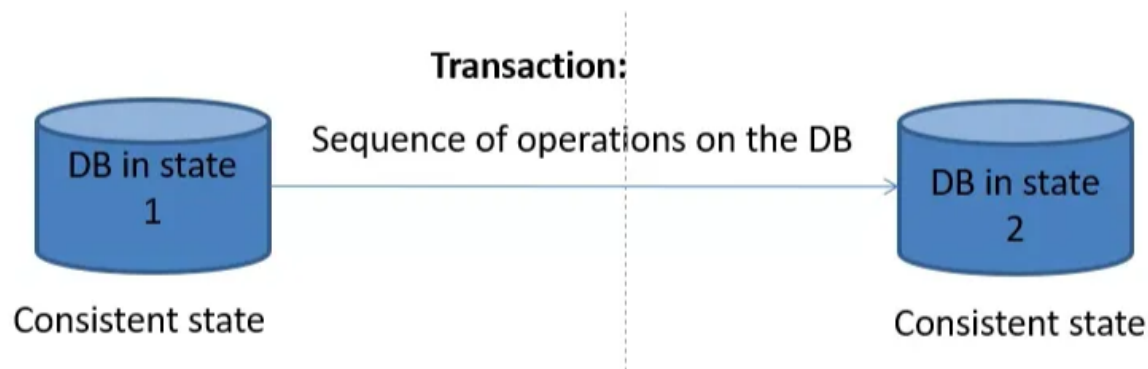 Transaction:
Sequence of operations on the DB
DB in state
1
DB in state
2
Consistent state
Consistent state